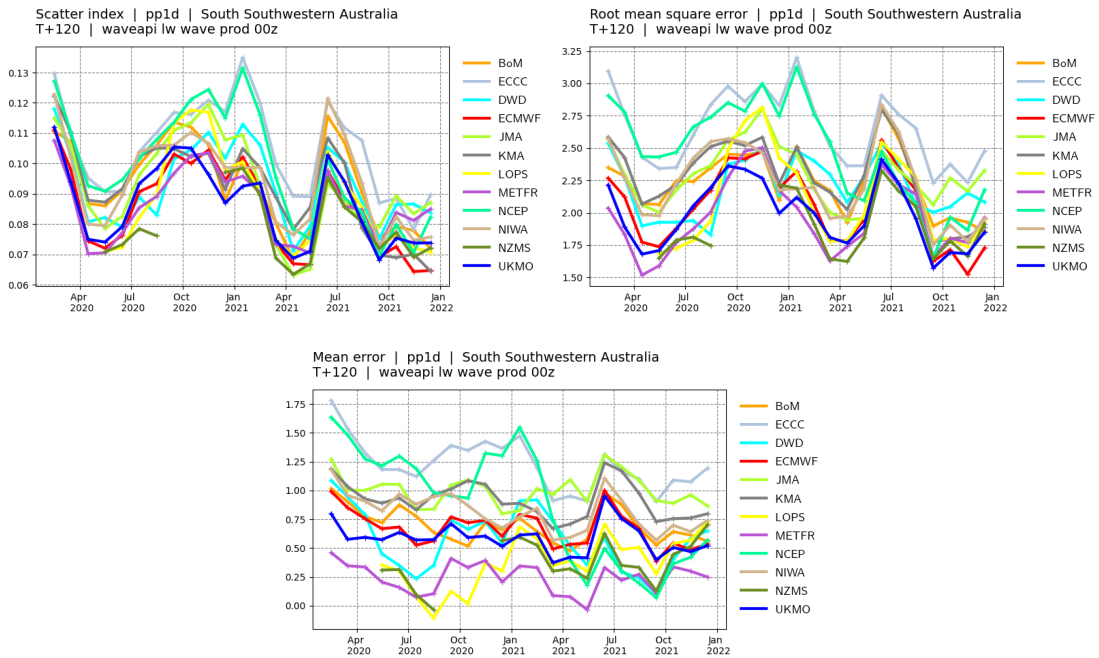 Scatter index | pp1d | South Southwestern Australia
T+120 | waveapi lw wave prod 00z
0.13
0.12
0.11
0.10
0.09
0.08
0.07
0.06
Apr
2020
Jul
2020
Oct
2020
Jan
2021
Apr
2021
Jul
2021
Oct
2021
Jan
2022
BoM
ECCC
DWD
ECMWF
JMA
KMA
LOPS
METFR
NCEP
NIWA
NZMS
UKMO
Root mean square error | pp1d | South Southwestern Australia
T+120 | waveapi lw wave prod 00z
3.25
3.00
2.75
2.50
2.25
2.00
1.75
1.50
Apr
2020
Jul
2020
Oct
2020
Jan
2021
Apr
2021
Jul
2021
Oct
2021
Jan
2022
BoM
ECCC
DWD
ECMWF
JMA
KMA
LOPS
METFR
NCEP
NIWA
NZMS
UKMO
Mean error | pp1d | South Southwestern Australia
T+120 | waveapi lw wave prod 00z
1.75
1.50
1.25
1.00
0.75
0.50
0.25
0.00
Apr
2020
Jul
2020
Oct
2020
Jan
2021
Apr
2021
Jul
2021
Oct
2021
Jan
2022
BoM
ECCC
DWD
ECMWF
JMA
KMA
LOPS
METFR
NCEP
NIWA
NZMS
UKMO